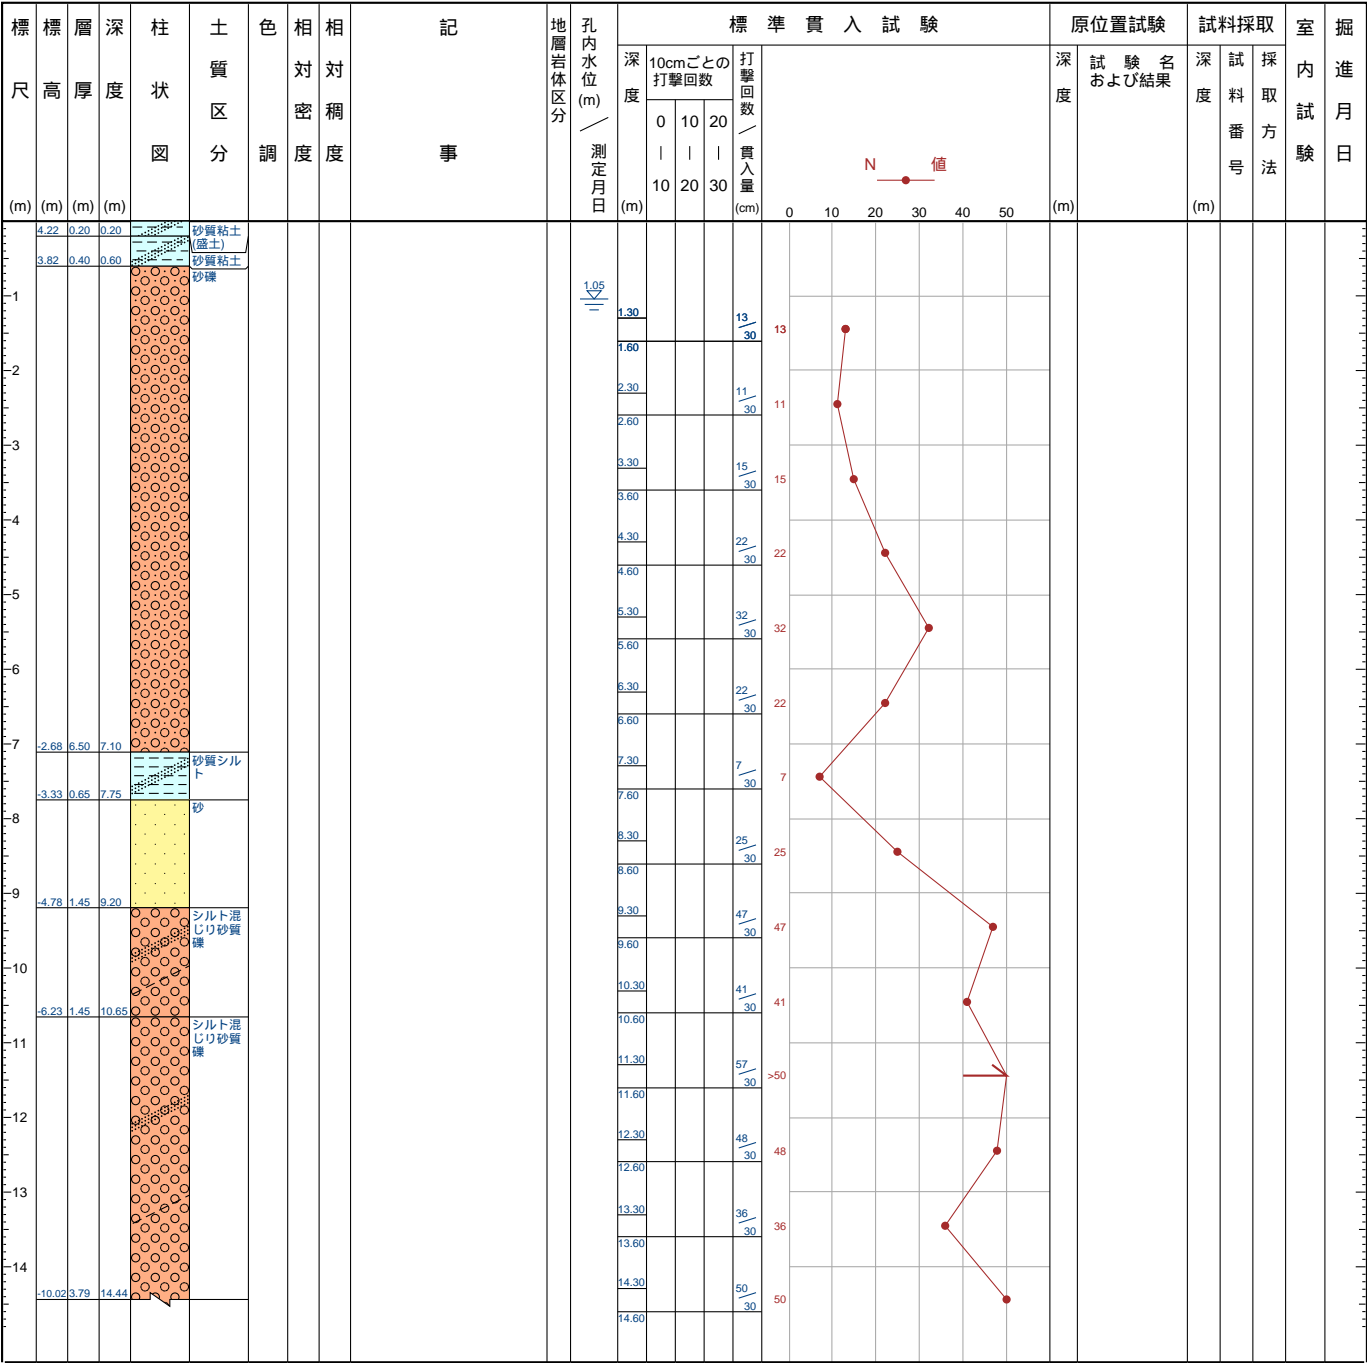 標尺 (m)
標高 (m)
層厚 (m)
深度 (m)
柱状図
土質区分
色調
相対密度
相対稠度
記事
地層岩体区分
孔内水位(m)／測定月日
標準貫入試験
深度 (m)
10cmごとの打撃回数
0｜10
10｜20
20｜30
打撃回数／貫入量 (cm)
N 値
0 10 20 30 40 50
原位置試験
深度 (m)
試験名および結果
試料採取
深度 (m)
試料番号
採取方法
室内試験
掘進月日
4.22 0.20 0.20 砂質粘土(盛土)
3.82 0.40 0.60 砂質粘土
砂礫
1
1.05
1.30 13/30 13
1.60
2
2.30 11/30 11
2.60
3
3.30 15/30 15
3.60
4
4.30 22/30 22
4.60
5
5.30 32/30 32
5.60
6
6.30 22/30 22
6.60
7
-2.68 6.50 7.10
砂質シルト
7.30 7/30 7
7.60
-3.33 0.65 7.75
砂
8
8.30 25/30 25
8.60
9
-4.78 1.45 9.20
シルト混じり砂質礫
9.30 47/30 47
9.60
10
10.30 41/30 41
10.60
-6.23 1.45 10.65
シルト混じり砂質礫
11
11.30 57/30 >50
11.60
12
12.30 48/30 48
12.60
13
13.30 36/30 36
13.60
14
14.30 50/30 50
-10.02 3.79 14.44
14.60